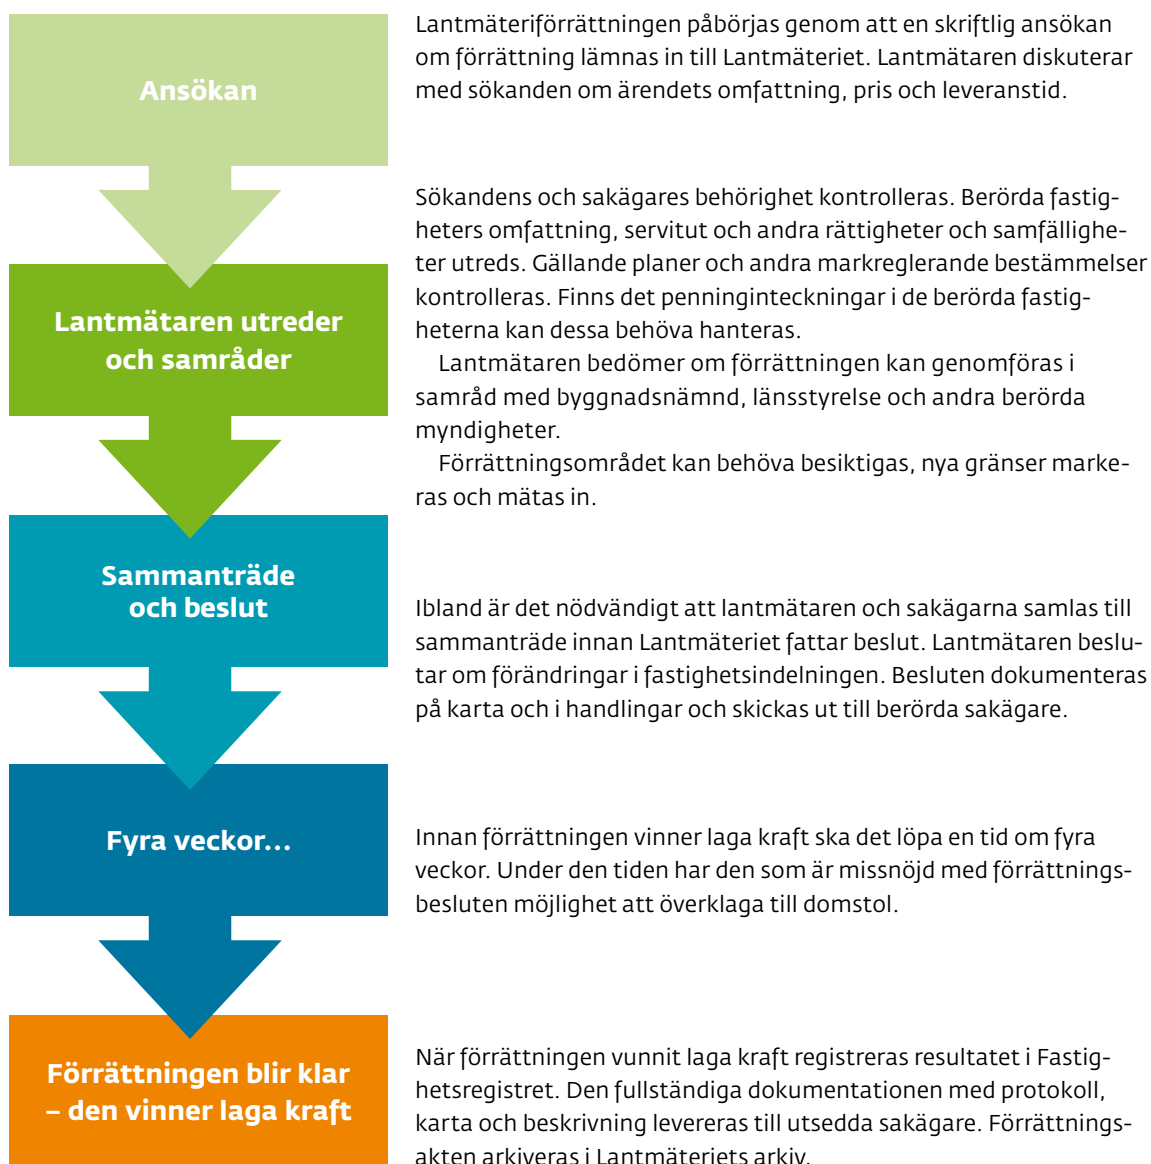 Ansökan
Lantmäteriförrättningen påbörjas genom att en skriftlig ansökan
om förrättning lämnas in till Lantmäteriet. Lantmätaren diskuterar
med sökanden om ärendets omfattning, pris och leveranstid.
Lantmätaren utreder
och samråder
Sökandens och sakägares behörighet kontrolleras. Berörda fastig-
heters omfattning, servitut och andra rättigheter och samfällighe-
ter utreds. Gällande planer och andra markreglerande bestämmelser
kontrolleras. Finns det penninginteckningar i de berörda fastig-
heterna kan dessa behöva hanteras.
Lantmätaren bedömer om förrättningen kan genomföras i
samråd med byggnadsnämnd, länsstyrelse och andra berörda
myndigheter.
Förrättningsområdet kan behöva besiktigas, nya gränser marke-
ras och mätas in.
Sammanträde
och beslut
Ibland är det nödvändigt att lantmätaren och sakägarna samlas till
sammanträde innan Lantmäteriet fattar beslut. Lantmätaren beslu-
tar om förändringar i fastighetsindelningen. Besluten dokumenteras
på karta och i handlingar och skickas ut till berörda sakägare.
Fyra veckor...
Innan förrättningen vinner laga kraft ska det löpa en tid om fyra
veckor. Under den tiden har den som är missnöjd med förrättnings-
besluten möjlighet att överklaga till domstol.
Förrättningen blir klar
– den vinner laga kraft
När förrättningen vunnit laga kraft registreras resultatet i Fastig-
hetsregistret. Den fullständiga dokumentationen med protokoll,
karta och beskrivning levereras till utsedda sakägare. Förrättnings-
akten arkiveras i Lantmäteriets arkiv.